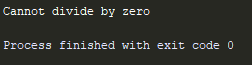 Cannot divide by zero
Process finished with exit code 0